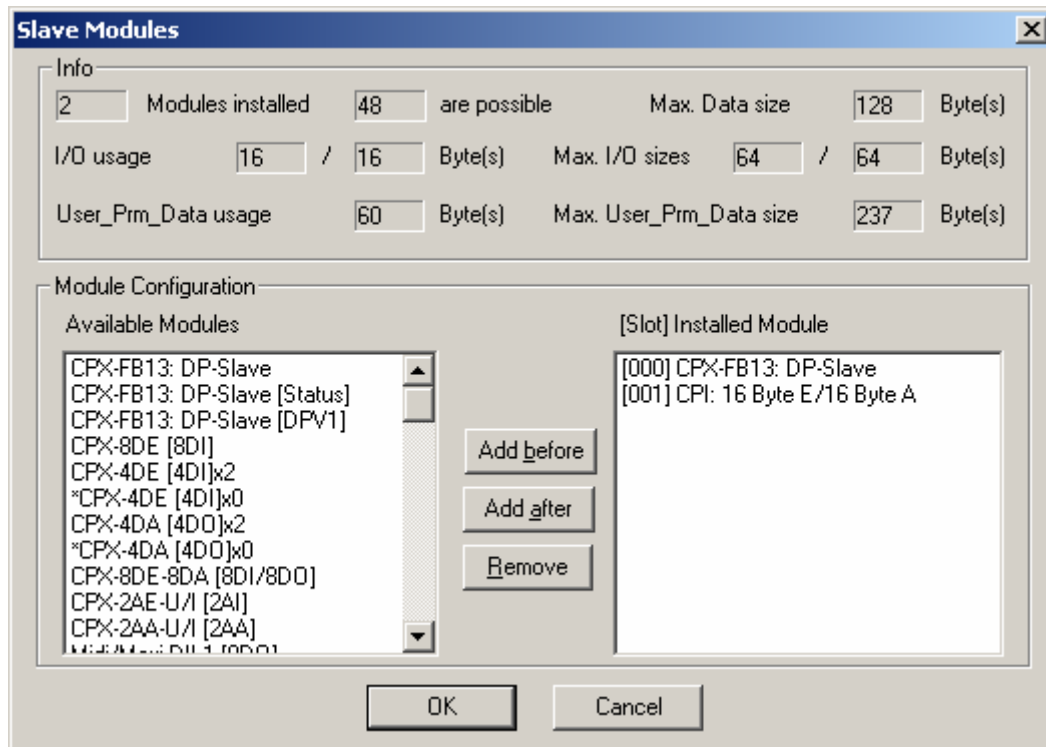 Slave Modules
Info
2 Modules installed 48 are possible Max. Data size 128 Byte(s)
I/O usage 16 / 16 Byte(s) Max. I/O sizes 64 / 64 Byte(s)
User_Prm_Data usage 60 Byte(s) Max. User_Prm_Data size 237 Byte(s)
Module Configuration
Available Modules
CPX-FB13: DP-Slave
CPX-FB13: DP-Slave [Status]
CPX-FB13: DP-Slave [DPV1]
CPX-8DE [8DI]
CPX-4DE [4DI]x2
*CPX-4DE [4DI]x0
CPX-4DA [4DO]x2
*CPX-4DA [4DO]x0
CPX-8DE-8DA [8DI/8DO]
CPX-2AE-U/I [2AI]
CPX-2AA-U/I [2AA]
Add before
Add after
Remove
[Slot] Installed Module
[000] CPX-FB13: DP-Slave
[001] CPI: 16 Byte E/16 Byte A
OK Cancel